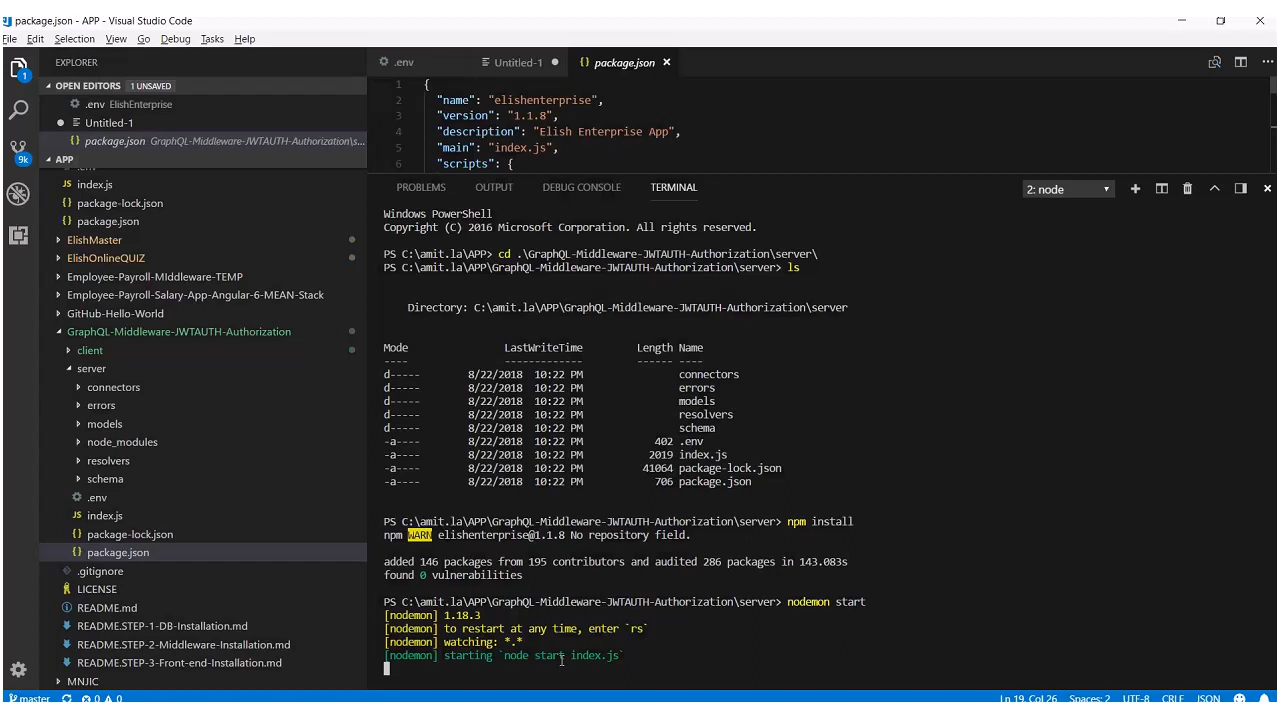 package.json - APP - Visual Studio Code
File Edit Selection View Go Debug Tasks Help
EXPLORER
OPEN EDITORS 1 UNSAVED
.env ElishEnterprise
Untitled-1
package.json GraphQL-Middleware-JWTAUTH-Authorization\s...
APP
.env
JS index.js
{} package-lock.json
{} package.json
ElishMaster
ElishOnlineQUIZ
Employee-Payroll-MIddleware-TEMP
Employee-Payroll-Salary-App-Angular-6-MEAN-Stack
GitHub-Hello-World
GraphQL-Middleware-JWTAUTH-Authorization
client
server
connectors
errors
models
node_modules
resolvers
schema
.env
JS index.js
{} package-lock.json
{} package.json
.gitignore
LICENSE
README.md
README.STEP-1-DB-Installation.md
README.STEP-2-Middleware-Installation.md
README.STEP-3-Front-end-Installation.md
MNJIC
1
9k
.env Untitled-1 {} package.json
1 {
2 "name": "elishenterprise",
3 "version": "1.1.8",
4 "description": "Elish Enterprise App",
5 "main": "index.js",
6 "scripts": {
PROBLEMS OUTPUT DEBUG CONSOLE TERMINAL 2: node
Windows PowerShell
Copyright (C) 2016 Microsoft Corporation. All rights reserved.
PS C:\amit.la\APP> cd .\GraphQL-Middleware-JWTAUTH-Authorization\server\
PS C:\amit.la\APP\GraphQL-Middleware-JWTAUTH-Authorization\server> ls
Directory: C:\amit.la\APP\GraphQL-Middleware-JWTAUTH-Authorization\server
Mode LastWriteTime Length Name
---- ------------- ------ ----
d----- 8/22/2018 10:22 PM connectors
d----- 8/22/2018 10:22 PM errors
d----- 8/22/2018 10:22 PM models
d----- 8/22/2018 10:22 PM resolvers
d----- 8/22/2018 10:22 PM schema
-a---- 8/22/2018 10:22 PM 402 .env
-a---- 8/22/2018 10:22 PM 2019 index.js
-a---- 8/22/2018 10:22 PM 41064 package-lock.json
-a---- 8/22/2018 10:22 PM 706 package.json
PS C:\amit.la\APP\GraphQL-Middleware-JWTAUTH-Authorization\server> npm install
npm WARN elishenterprise@1.1.8 No repository field.
added 146 packages from 195 contributors and audited 286 packages in 143.083s
found 0 vulnerabilities
PS C:\amit.la\APP\GraphQL-Middleware-JWTAUTH-Authorization\server> nodemon start
[nodemon] 1.18.3
[nodemon] to restart at any time, enter `rs`
[nodemon] watching: *.*
[nodemon] starting `node start index.js`
master 0 0 Ln 19, Col 26 Spaces: 2 UTF-8 CRLF JSON